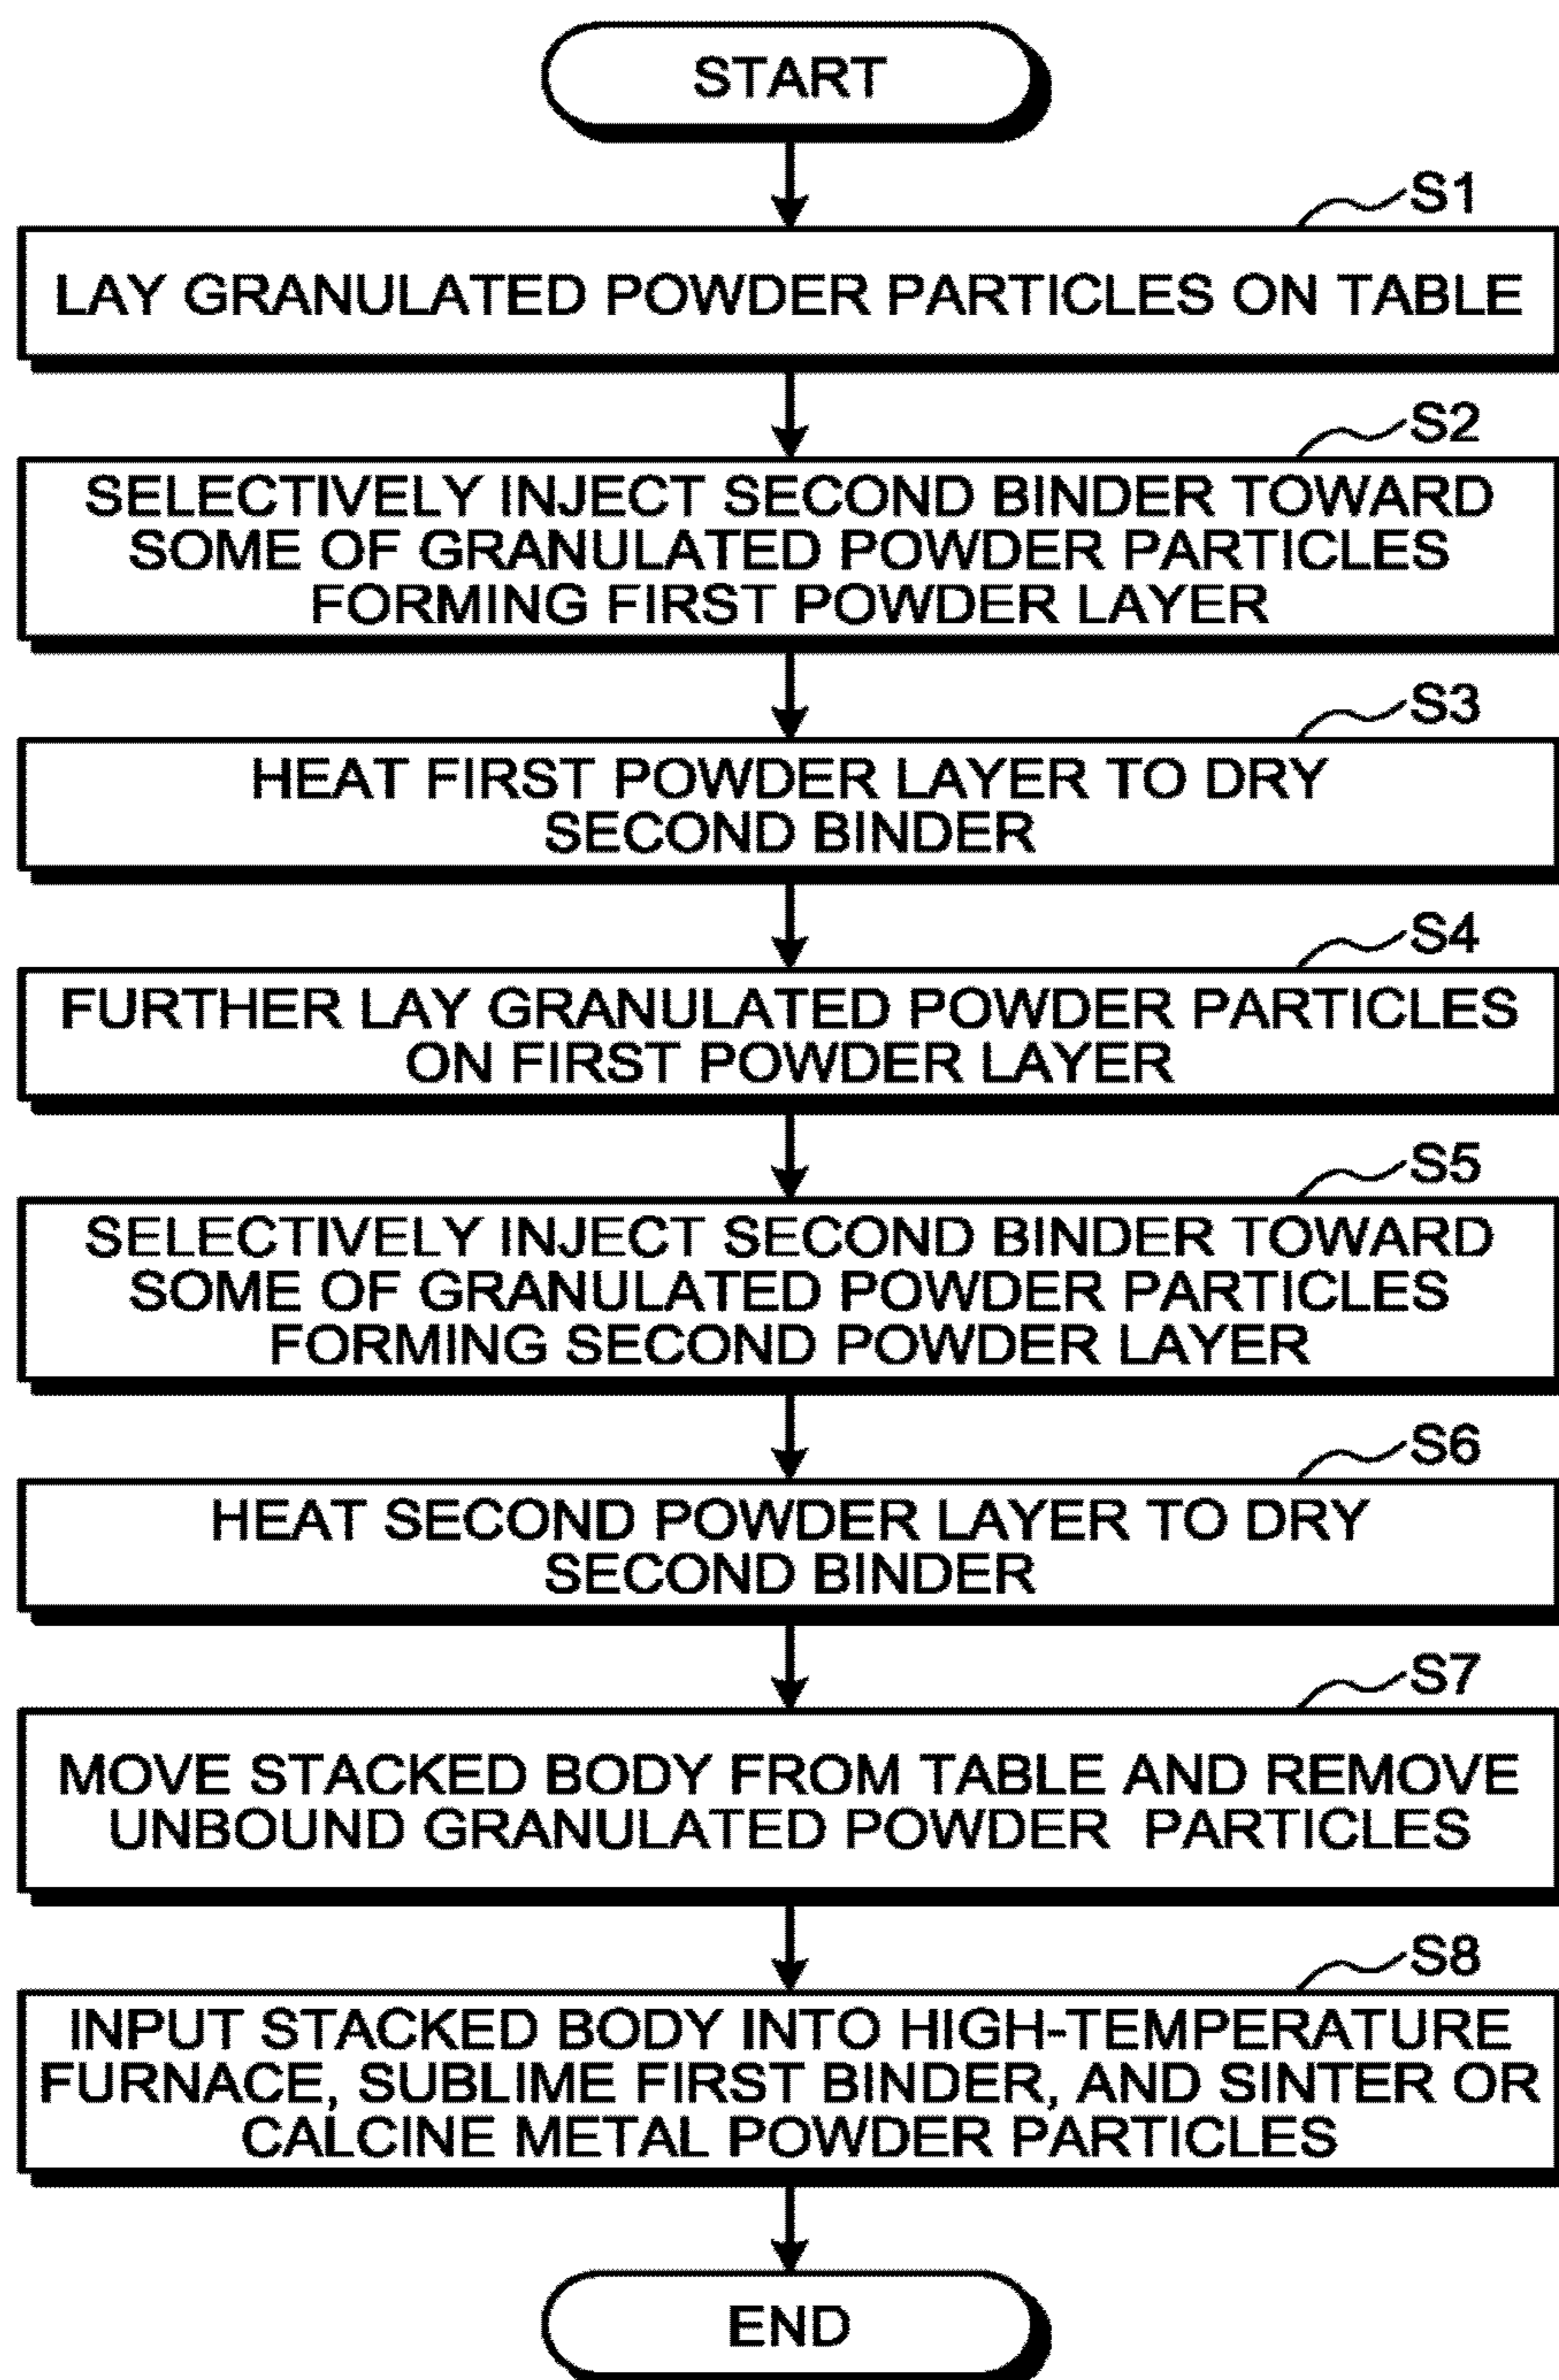 START
S1
LAY GRANULATED POWDER PARTICLES ON TABLE
S2
SELECTIVELY INJECT SECOND BINDER TOWARD
SOME OF GRANULATED POWDER PARTICLES
FORMING FIRST POWDER LAYER
S3
HEAT FIRST POWDER LAYER TO DRY
SECOND BINDER
S4
FURTHER LAY GRANULATED POWDER PARTICLES
ON FIRST POWDER LAYER
S5
SELECTIVELY INJECT SECOND BINDER TOWARD
SOME OF GRANULATED POWDER PARTICLES
FORMING SECOND POWDER LAYER
S6
HEAT SECOND POWDER LAYER TO DRY
SECOND BINDER
S7
MOVE STACKED BODY FROM TABLE AND REMOVE
UNBOUND GRANULATED POWDER PARTICLES
S8
INPUT STACKED BODY INTO HIGH-TEMPERATURE
FURNACE, SUBLIME FIRST BINDER, AND SINTER OR
CALCINE METAL POWDER PARTICLES
END